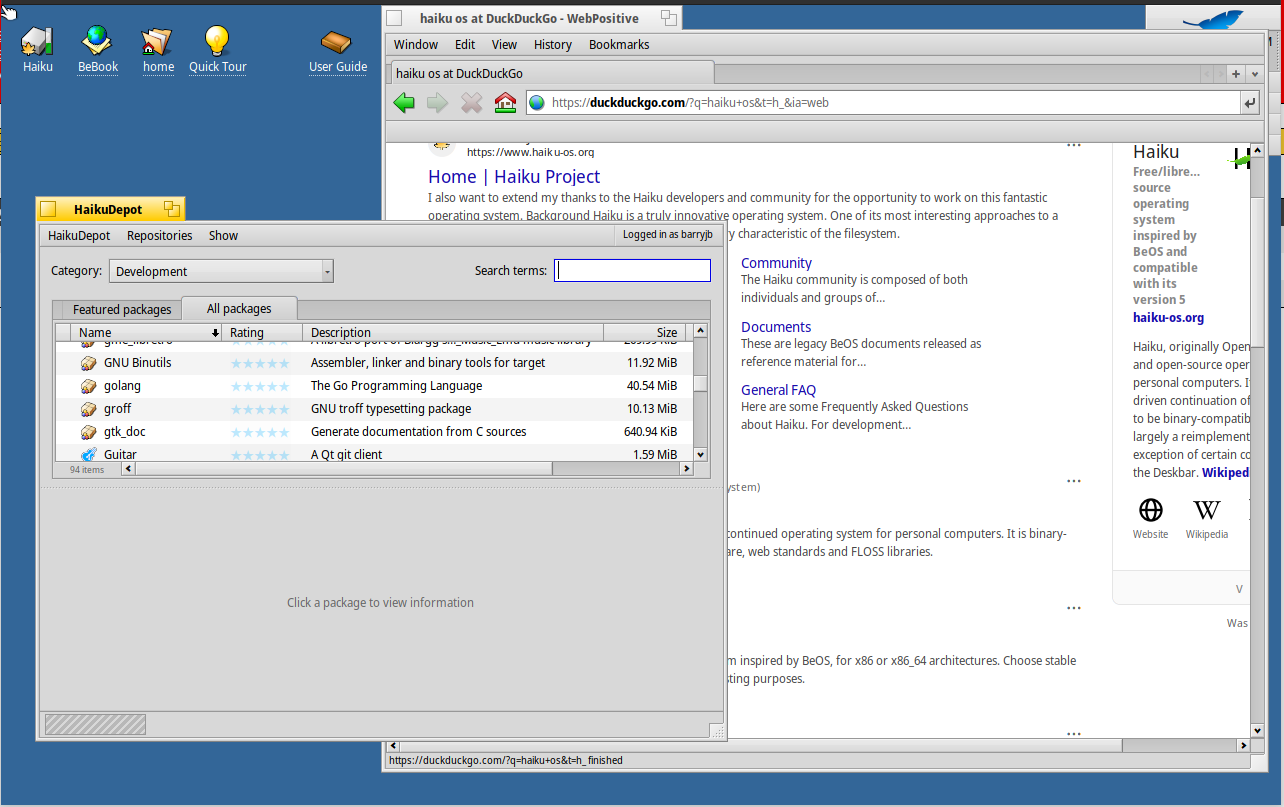 Haiku
BeBook
home
Quick Tour
User Guide
haiku os at DuckDuckGo - WebPositive
Window Edit View History Bookmarks
haiku os at DuckDuckGo
https://duckduckgo.com/?q=haiku+os&t=h_&ia=web
https://www.haiku-os.org
Home | Haiku Project
I also want to extend my thanks to the Haiku developers and community for the opportunity to work on this fantastic
operating system. Background Haiku is a truly innovative operating system. One of its most interesting approaches to a
y characteristic of the filesystem.
Community
The Haiku community is composed of both
individuals and groups of...
Documents
These are legacy BeOS documents released as
reference material for...
General FAQ
Here are some Frequently Asked Questions
about Haiku. For development...
ystem)
continued operating system for personal computers. It is binary-
are, web standards and FLOSS libraries.
m inspired by BeOS, for x86 or x86_64 architectures. Choose stable
sting purposes.
Haiku
Free/libre...
source
operating
system
inspired by
BeOS and
compatible
with its
version 5
haiku-os.org
Haiku, originally Open
and open-source oper
personal computers. I
driven continuation of
to be binary-compatib
largely a reimplement
exception of certain co
the Deskbar. Wikiped
Website
Wikipedia
Was
https://duckduckgo.com/?q=haiku+os&t=h_ finished
HaikuDepot
HaikuDepot Repositories Show Logged in as barryjb
Category: Development Search terms:
Featured packages All packages
Name Rating Description Size
gme_libretro A libretro port of Blargg's..._Music_Emu music library
GNU Binutils Assembler, linker and binary tools for target 11.92 MiB
golang The Go Programming Language 40.54 MiB
groff GNU troff typesetting package 10.13 MiB
gtk_doc Generate documentation from C sources 640.94 KiB
Guitar A Qt git client 1.59 MiB
94 items
Click a package to view information